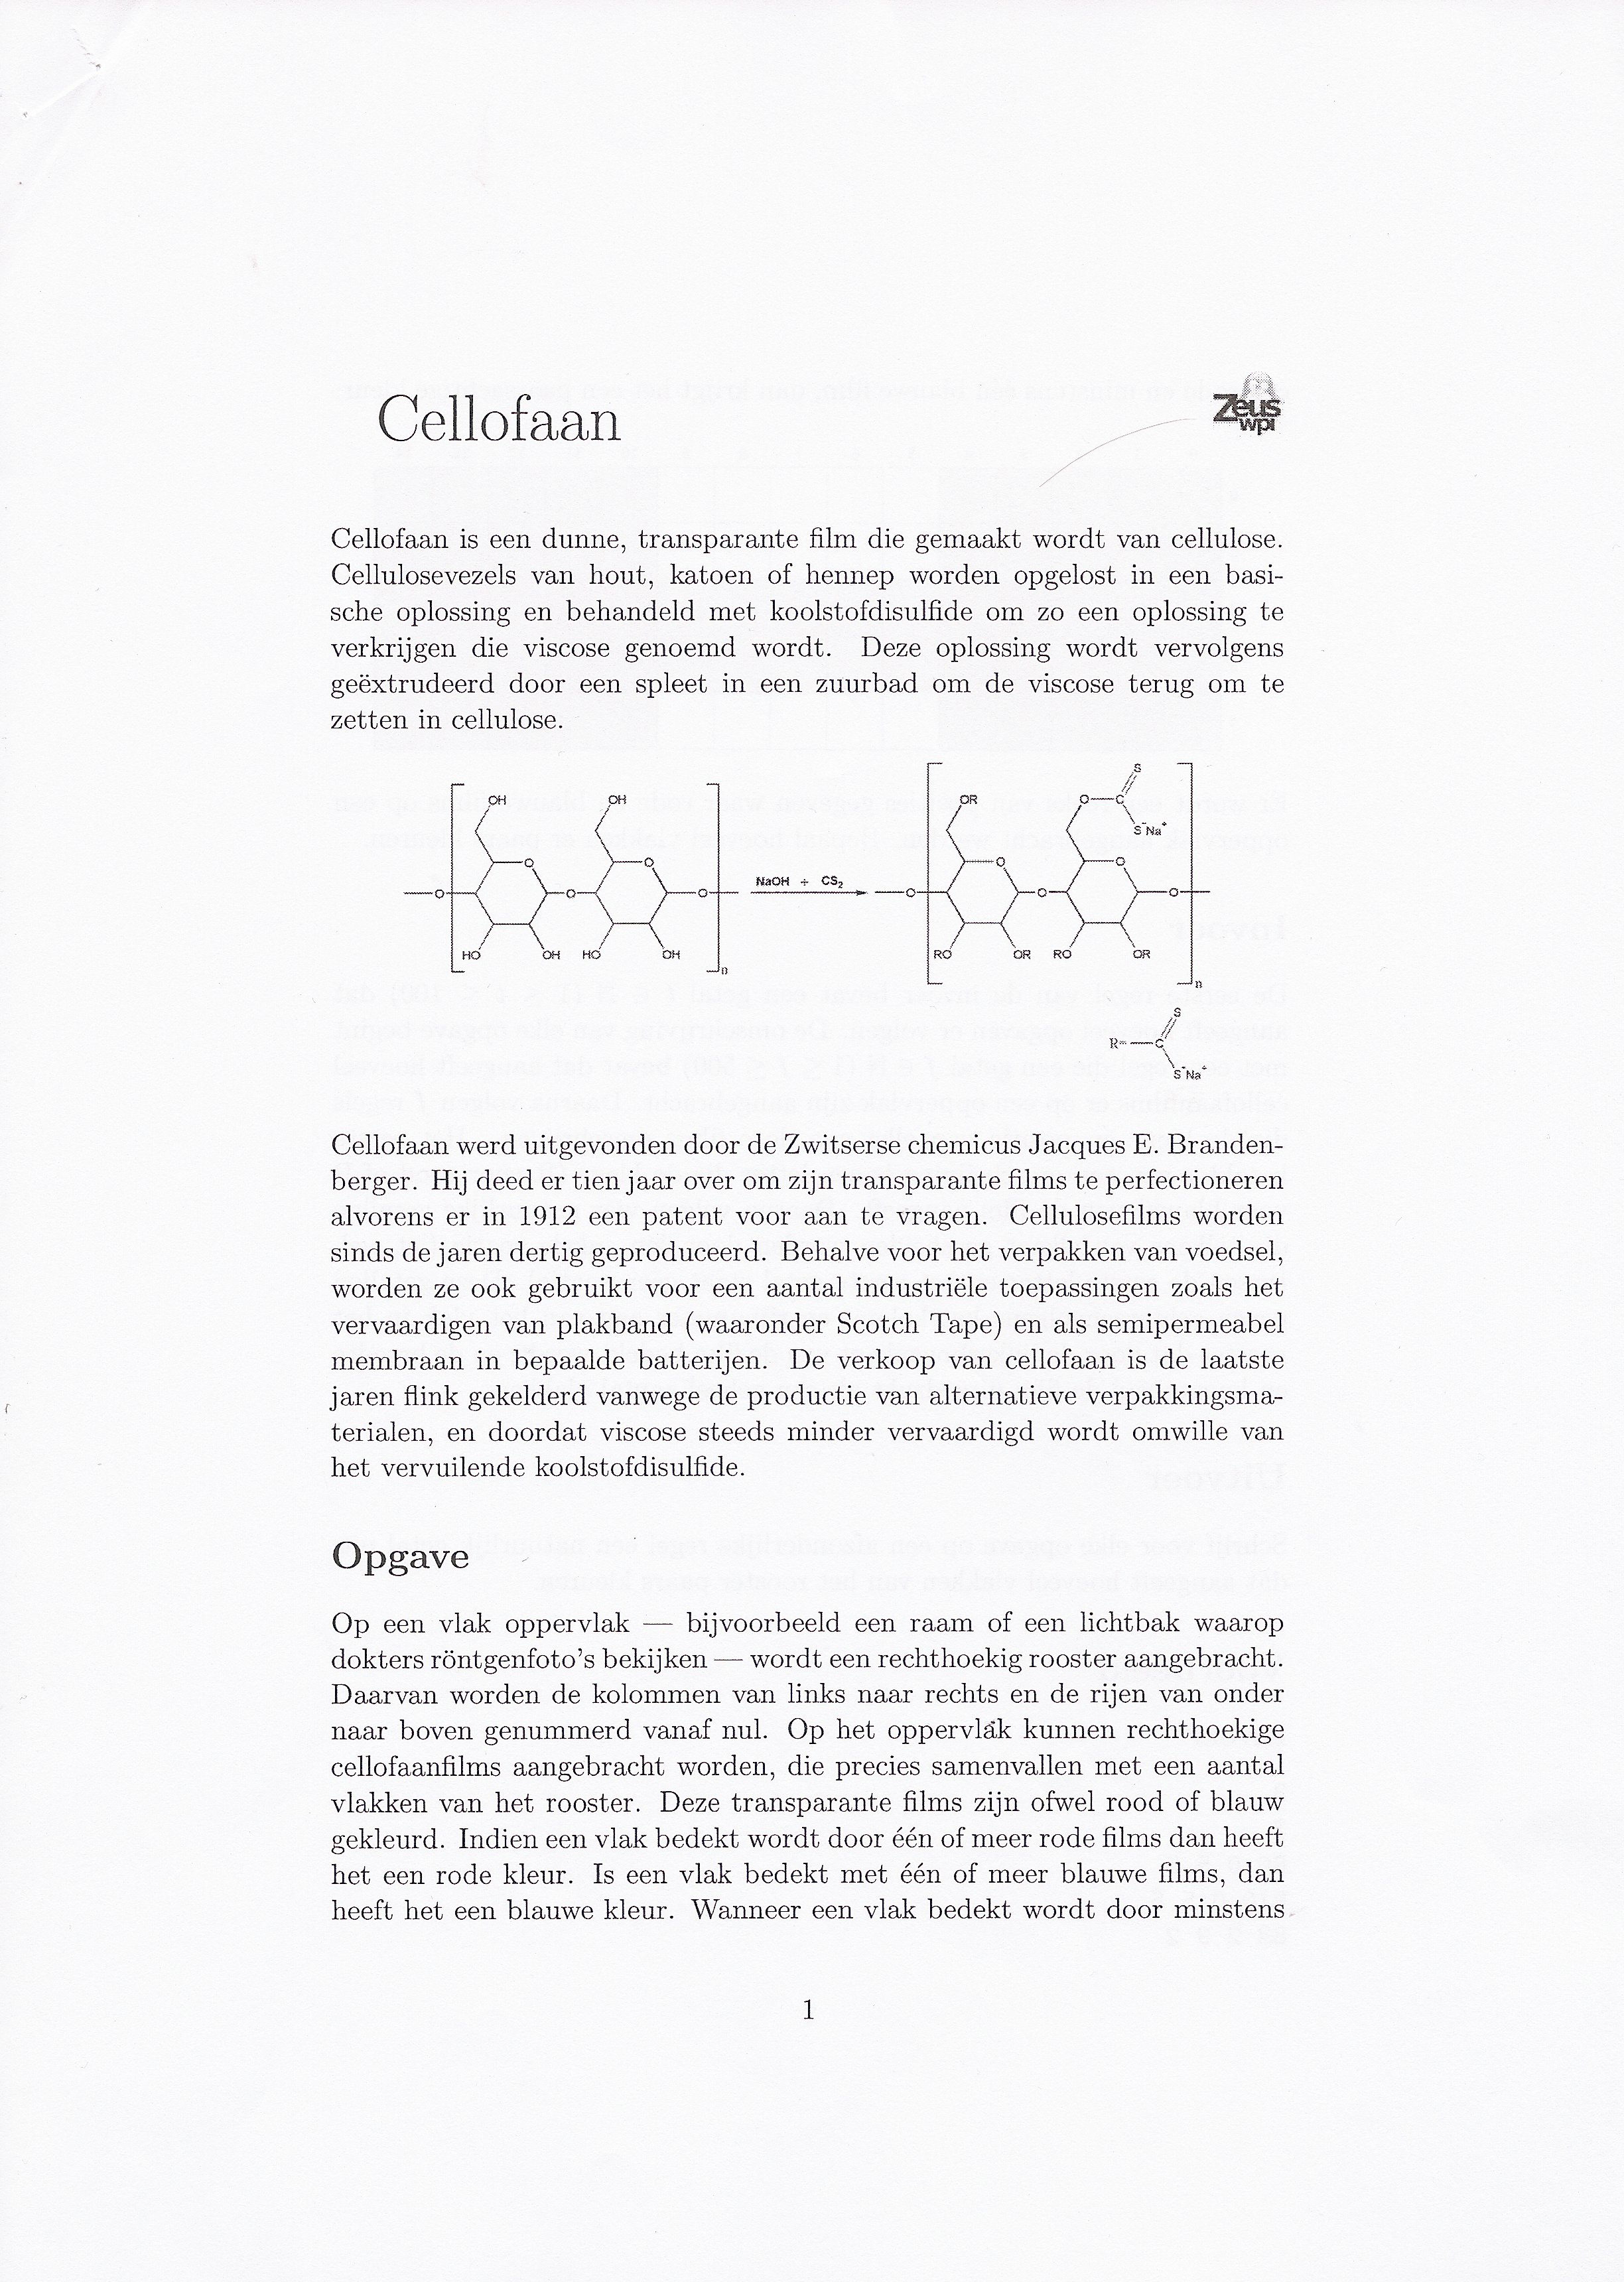 Cellofaan
Zeus
wpi
Cellofaan is een dunne, transparante film die gemaakt wordt van cellulose.
Cellulosevezels van hout, katoen of hennep worden opgelost in een basi-
sche oplossing en behandeld met koolstofdisulfide om zo een oplossing te
verkrijgen die viscose genoemd wordt. Deze oplossing wordt vervolgens
geëxtrudeerd door een spleet in een zuurbad om de viscose terug om te
zetten in cellulose.
OH OH OR O C S
S⁻Na⁺
O O O O
O O O NaOH + CS₂ O O O
HO OH HO OH n RO OR RO OR n
R= C S
S⁻Na⁺
Cellofaan werd uitgevonden door de Zwitserse chemicus Jacques E. Branden-
berger. Hij deed er tien jaar over om zijn transparante films te perfectioneren
alvorens er in 1912 een patent voor aan te vragen. Cellulosefilms worden
sinds de jaren dertig geproduceerd. Behalve voor het verpakken van voedsel,
worden ze ook gebruikt voor een aantal industriële toepassingen zoals het
vervaardigen van plakband (waaronder Scotch Tape) en als semipermeabel
membraan in bepaalde batterijen. De verkoop van cellofaan is de laatste
jaren flink gekelderd vanwege de productie van alternatieve verpakkingsma-
terialen, en doordat viscose steeds minder vervaardigd wordt omwille van
het vervuilende koolstofdisulfide.
Opgave
Op een vlak oppervlak — bijvoorbeeld een raam of een lichtbak waarop
dokters röntgenfoto's bekijken — wordt een rechthoekig rooster aangebracht.
Daarvan worden de kolommen van links naar rechts en de rijen van onder
naar boven genummerd vanaf nul. Op het oppervlak kunnen rechthoekige
cellofaanfilms aangebracht worden, die precies samenvallen met een aantal
vlakken van het rooster. Deze transparante films zijn ofwel rood of blauw
gekleurd. Indien een vlak bedekt wordt door één of meer rode films dan heeft
het een rode kleur. Is een vlak bedekt met één of meer blauwe films, dan
heeft het een blauwe kleur. Wanneer een vlak bedekt wordt door minstens
1